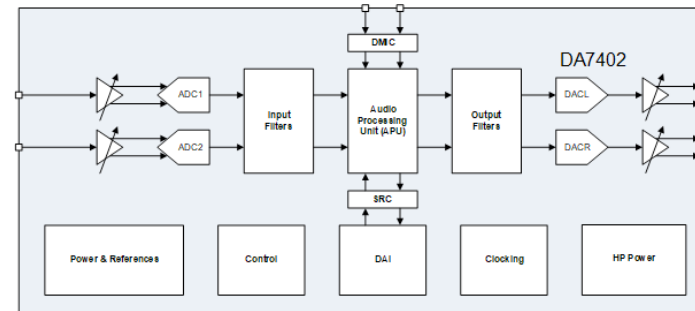 DMIC
DA7402
ADC1
Input
Filters
Audio
Processing
Unit (APU)
Output
Filters
DACL
ADC2
DACR
SRC
Power & References
Control
DAI
Clocking
HP Power